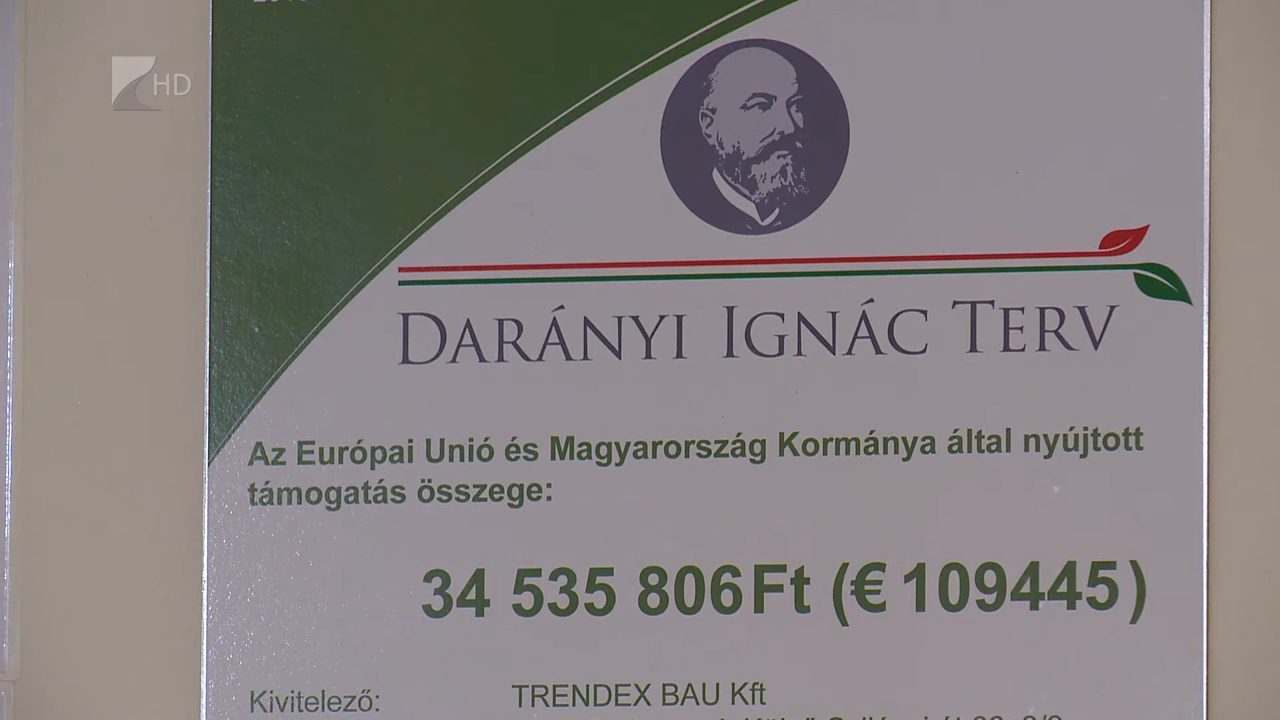 HD
DARÁNYI IGNÁC TERV
Az Európai Unió és Magyarország Kormánya által nyújtott
támogatás összege:
34 535 806 Ft (€ 109445)
Kivitelező: TRENDEX BAU Kft